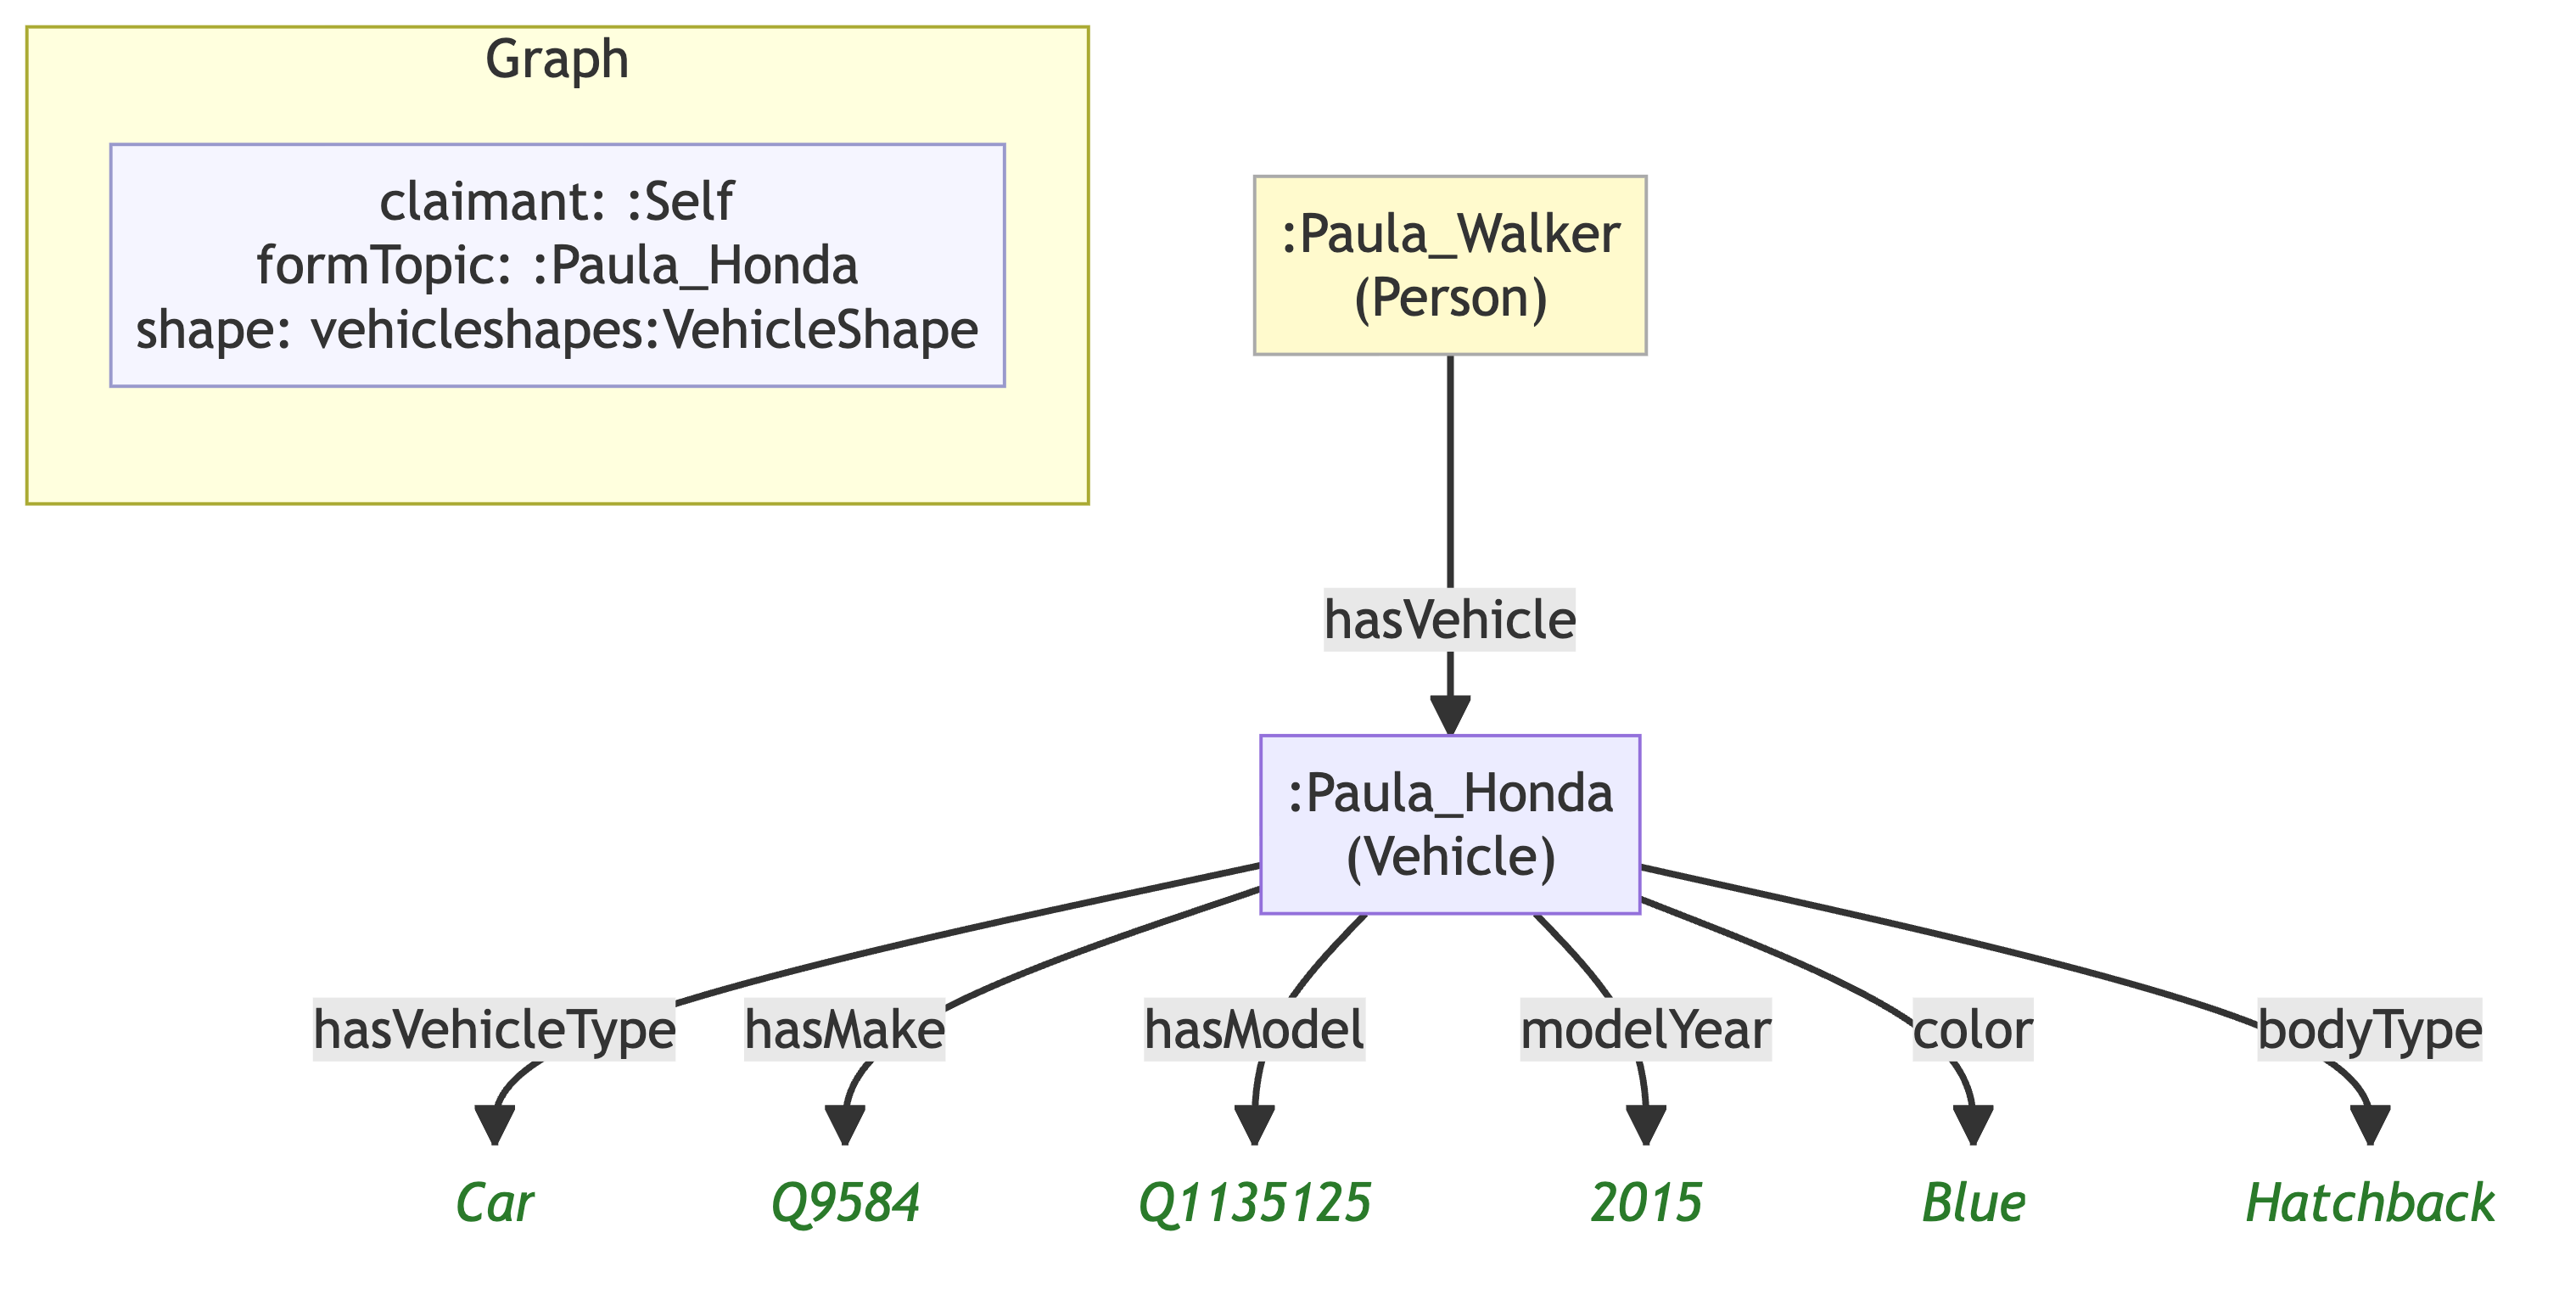 Graph
claimant: :Self
formTopic: :Paula_Honda
shape: vehicleshapes:VehicleShape
:Paula_Walker
(Person)
hasVehicle
:Paula_Honda
(Vehicle)
hasVehicleType
hasMake
hasModel
modelYear
color
bodyType
Car
Q9584
Q1135125
2015
Blue
Hatchback